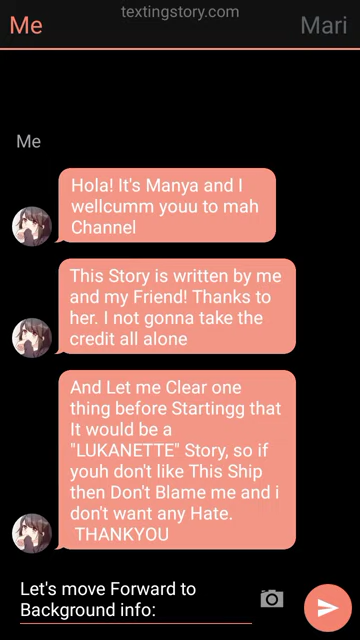 textingstory.com
Me
Mari
Me
Hola! It's Manya and I
wellcumm youu to mah
Channel
This Story is written by me
and my Friend! Thanks to
her. I not gonna take the
credit all alone
And Let me Clear one
thing before Startingg that
It would be a
"LUKANETTE" Story, so if
youh don't like This Ship
then Don't Blame me and i
don't want any Hate.
THANKYOU
Let's move Forward to
Background info: